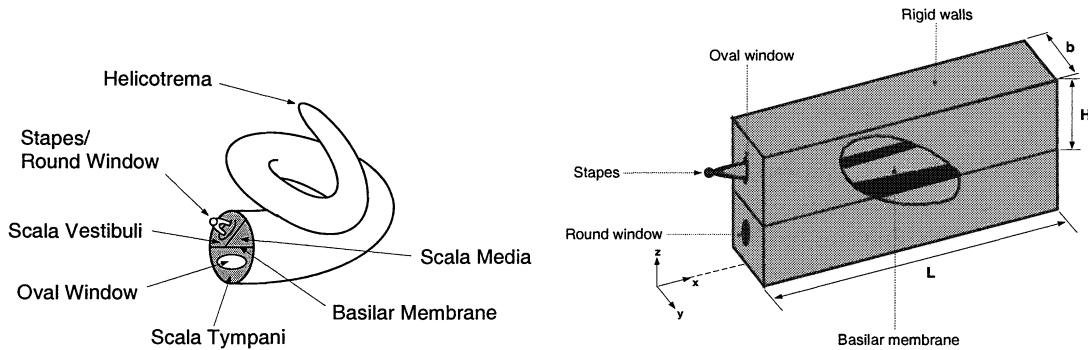 Helicotrema
Stapes/
Round Window
Scala Vestibuli
Oval Window
Scala Tympani
Basilar Membrane
Scala Media
Rigid walls
b
Oval window
H
Stapes
Round window
z
x
y
L
Basilar membrane